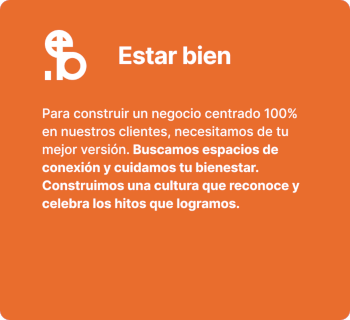 Estar bien
Para construir un negocio centrado 100%
en nuestros clientes, necesitamos de tu
mejor versión. Buscamos espacios de
conexión y cuidamos tu bienestar.
Construimos una cultura que reconoce y
celebra los hitos que logramos.